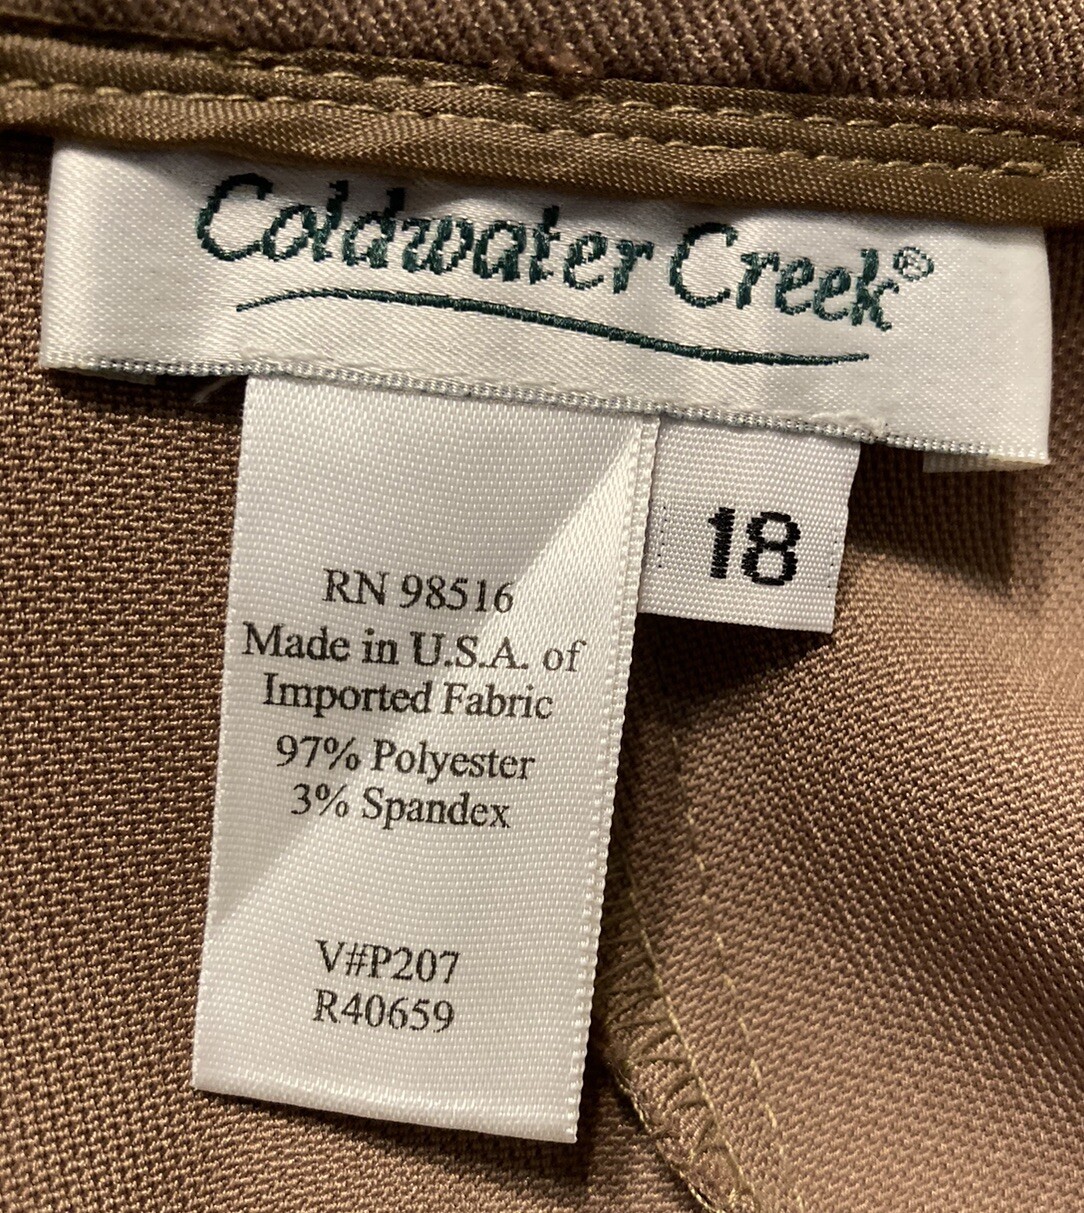 Coldwater Creek®
18
RN 98516
Made in U.S.A. of
Imported Fabric
97% Polyester
3% Spandex
V#P207
R40659